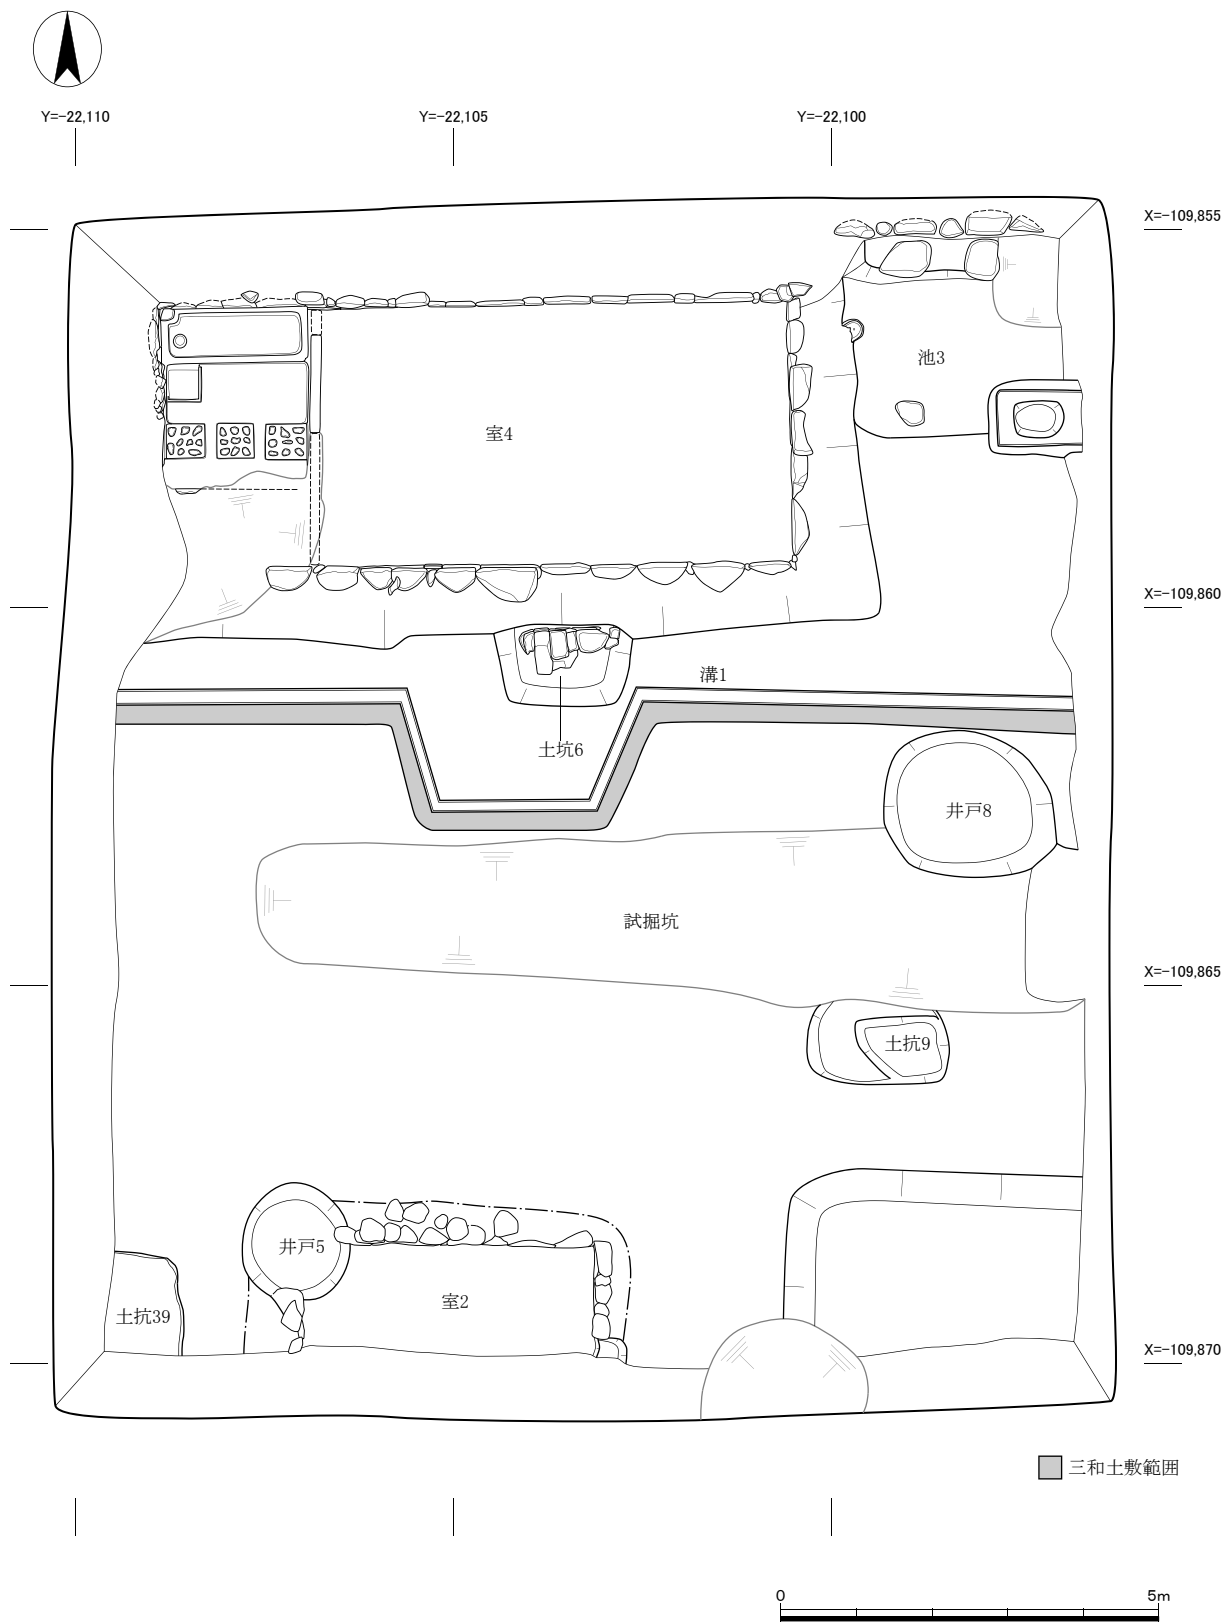 Y=-22,110
Y=-22,105
Y=-22,100
X=-109,855
池3
室4
X=-109,860
溝1
土坑6
井戸8
試掘坑
X=-109,865
土抗9
井戸5
室2
土抗39
X=-109,870
三和土敷範囲
0
5m